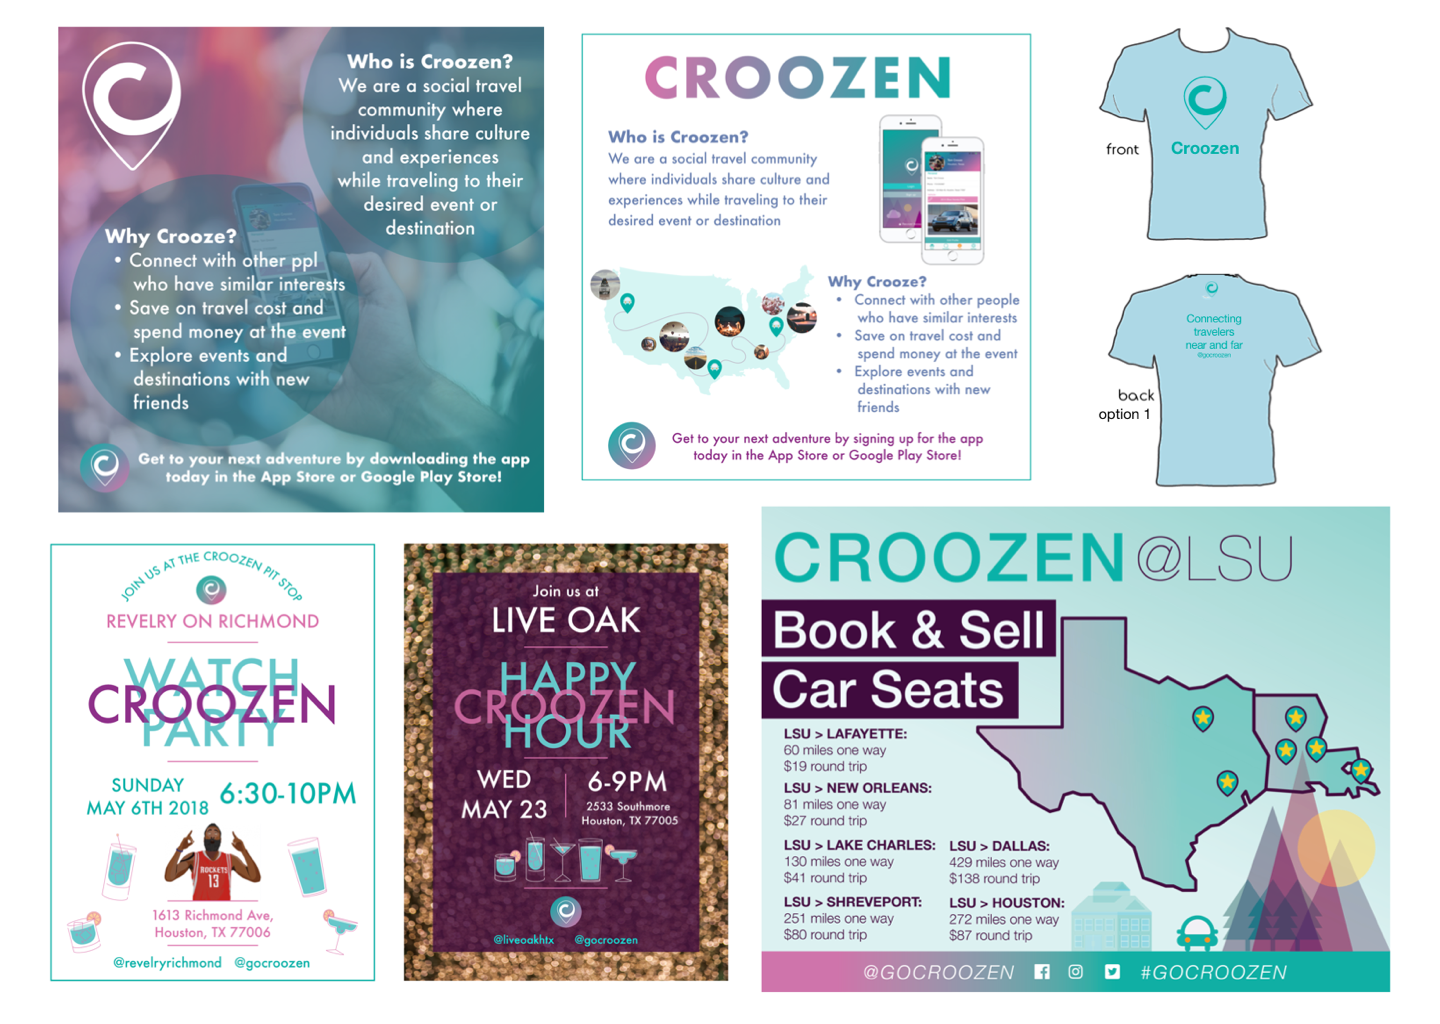 Who is Croozen?
We are a social travel
community where
individuals share culture
and experiences
while traveling to their
desired event or
destination
Why Crooze?
• Connect with other ppl
who have similar interests
• Save on travel cost and
spend money at the event
• Explore events and
destinations with new
friends
Get to your next adventure by downloading the app
today in the App Store or Google Play Store!
CROOZEN
Who is Croozen?
We are a social travel community
where individuals share culture and
experiences while traveling to their
desired event or destination
Why Crooze?
• Connect with other people
who have similar interests
• Save on travel cost and
spend money at the event
• Explore events and
destinations with new
friends
Get to your next adventure by signing up for the app
today in the App Store or Google Play Store!
front
Croozen
Connecting
travelers
near and far
@gocroozen
back
option 1
JOIN US AT THE CROOZEN PIT STOP
REVELRY ON RICHMOND
WATCH
CROOZEN
PARTY
SUNDAY
MAY 6TH 2018
6:30-10PM
ROCKETS
13
1613 Richmond Ave,
Houston, TX 77006
@revelryrichmond @gocroozen
Join us at
LIVE OAK
HAPPY
CROOZEN
HOUR
WED
MAY 23
6-9PM
2533 Southmore
Houston, TX 77005
@liveoakhtx @gocroozen
CROOZEN@LSU
Book & Sell
Car Seats
LSU > LAFAYETTE:
60 miles one way
$19 round trip
LSU > NEW ORLEANS:
81 miles one way
$27 round trip
LSU > LAKE CHARLES:
130 miles one way
$41 round trip
LSU > SHREVEPORT:
251 miles one way
$80 round trip
LSU > DALLAS:
429 miles one way
$138 round trip
LSU > HOUSTON:
272 miles one way
$87 round trip
@GOCROOZEN #GOCROOZEN